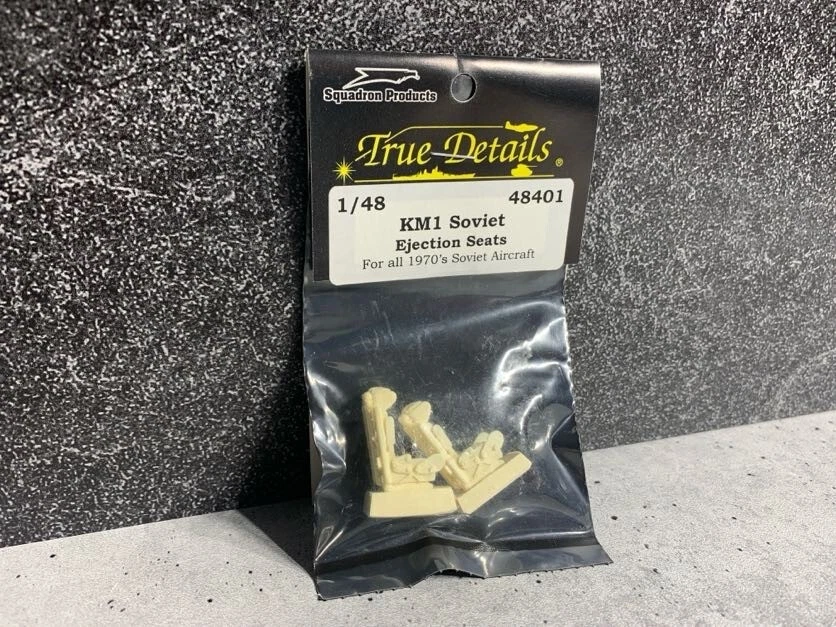 Squadron Products
True Details®
1/48
48401
KM1 Soviet
Ejection Seats
For all 1970's Soviet Aircraft